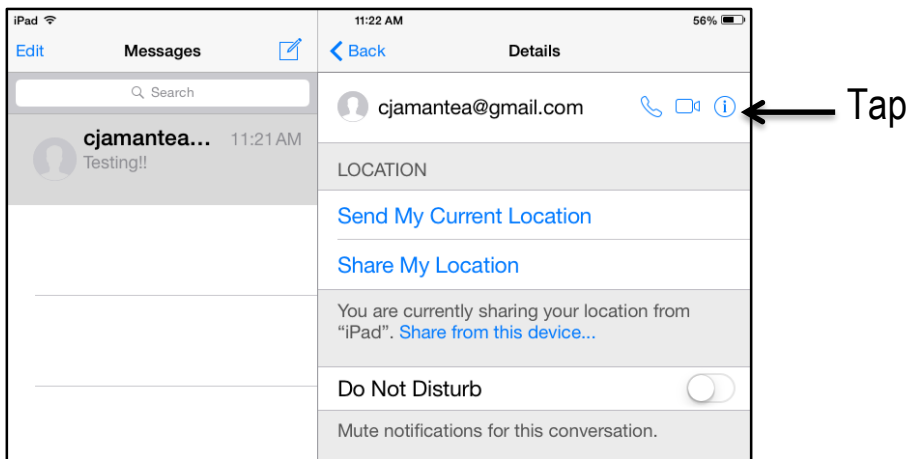 iPad 11:22 AM 56%
Edit Messages
Back Details
Search
cjamantea@gmail.com
Tap
cjamantea... 11:21 AM
Testing!!
LOCATION
Send My Current Location
Share My Location
You are currently sharing your location from
“iPad”. Share from this device...
Do Not Disturb
Mute notifications for this conversation.